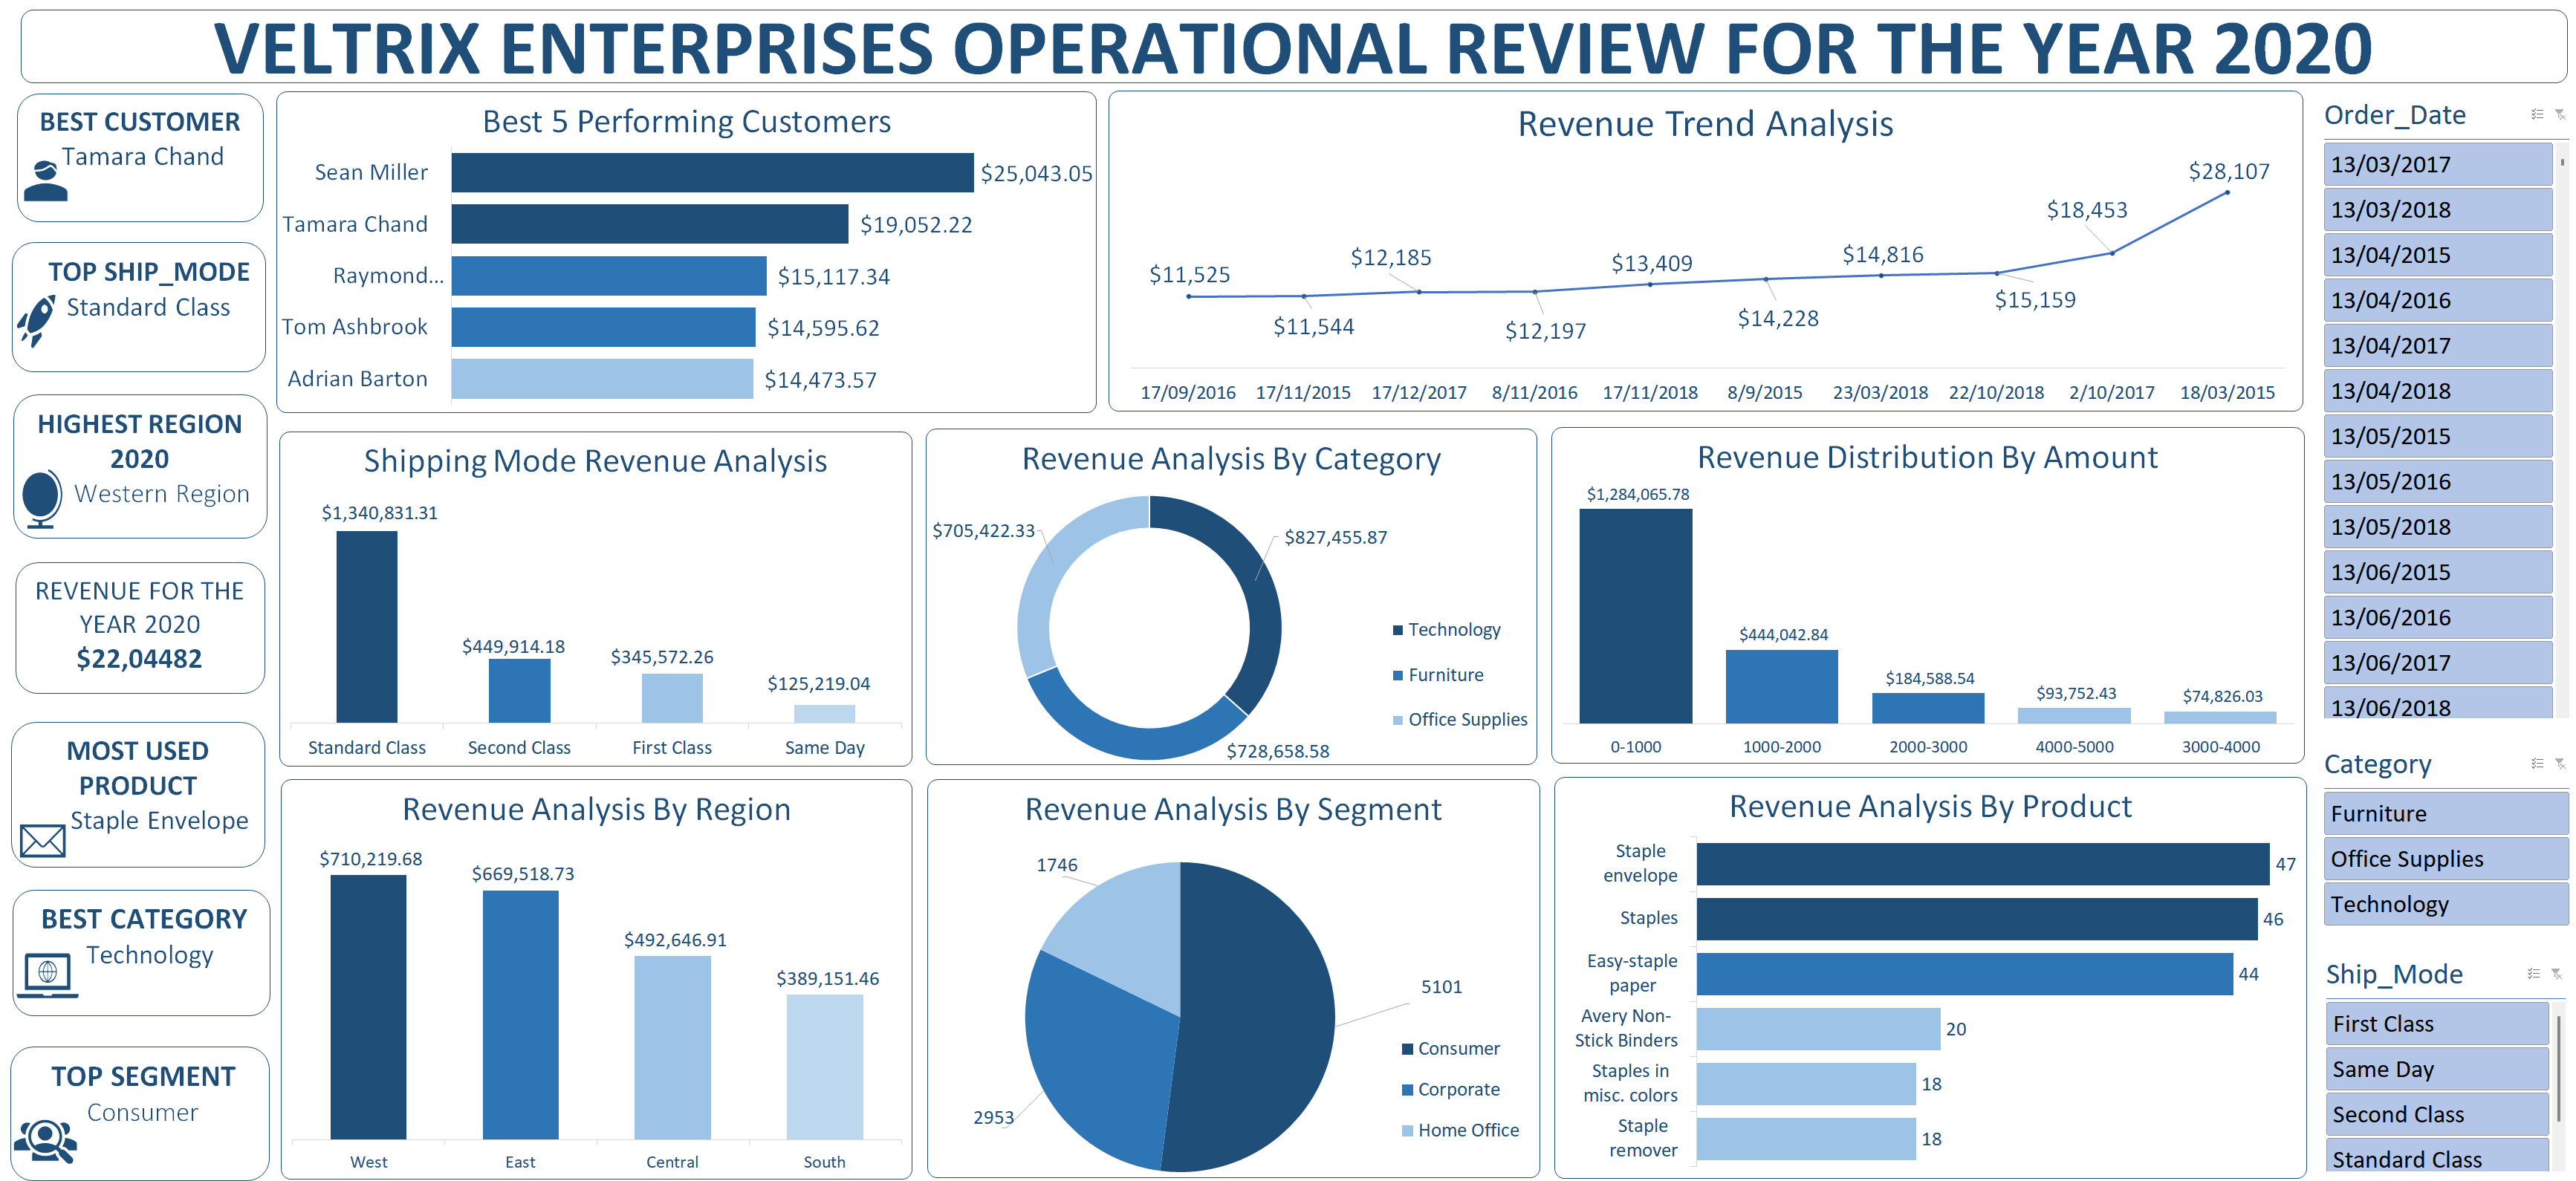 VELTRIX ENTERPRISES OPERATIONAL REVIEW FOR THE YEAR 2020
BEST CUSTOMER
Tamara Chand
TOP SHIP_MODE
Standard Class
HIGHEST REGION
2020
Western Region
REVENUE FOR THE
YEAR 2020
$22,04482
MOST USED
PRODUCT
Staple Envelope
BEST CATEGORY
Technology
TOP SEGMENT
Consumer
Best 5 Performing Customers
Sean Miller
$25,043.05
Tamara Chand
$19,052.22
Raymond...
$15,117.34
Tom Ashbrook
$14,595.62
Adrian Barton
$14,473.57
Revenue Trend Analysis
$11,525
$11,544
$12,185
$12,197
$13,409
$14,228
$14,816
$15,159
$18,453
$28,107
17/09/2016
17/11/2015
17/12/2017
8/11/2016
17/11/2018
8/9/2015
23/03/2018
22/10/2018
2/10/2017
18/03/2015
Shipping Mode Revenue Analysis
$1,340,831.31
$449,914.18
$345,572.26
$125,219.04
Standard Class
Second Class
First Class
Same Day
Revenue Analysis By Category
$705,422.33
$827,455.87
$728,658.58
Technology
Furniture
Office Supplies
Revenue Distribution By Amount
$1,284,065.78
$444,042.84
$184,588.54
$93,752.43
$74,826.03
0-1000
1000-2000
2000-3000
4000-5000
3000-4000
Revenue Analysis By Region
$710,219.68
$669,518.73
$492,646.91
$389,151.46
West
East
Central
South
Revenue Analysis By Segment
1746
5101
2953
Consumer
Corporate
Home Office
Revenue Analysis By Product
Staple
envelope
47
Staples
46
Easy-staple
paper
44
Avery Non-
Stick Binders
20
Staples in
misc. colors
18
Staple
remover
18
Order_Date
13/03/2017
13/03/2018
13/04/2015
13/04/2016
13/04/2017
13/04/2018
13/05/2015
13/05/2016
13/05/2018
13/06/2015
13/06/2016
13/06/2017
13/06/2018
Category
Furniture
Office Supplies
Technology
Ship_Mode
First Class
Same Day
Second Class
Standard Class